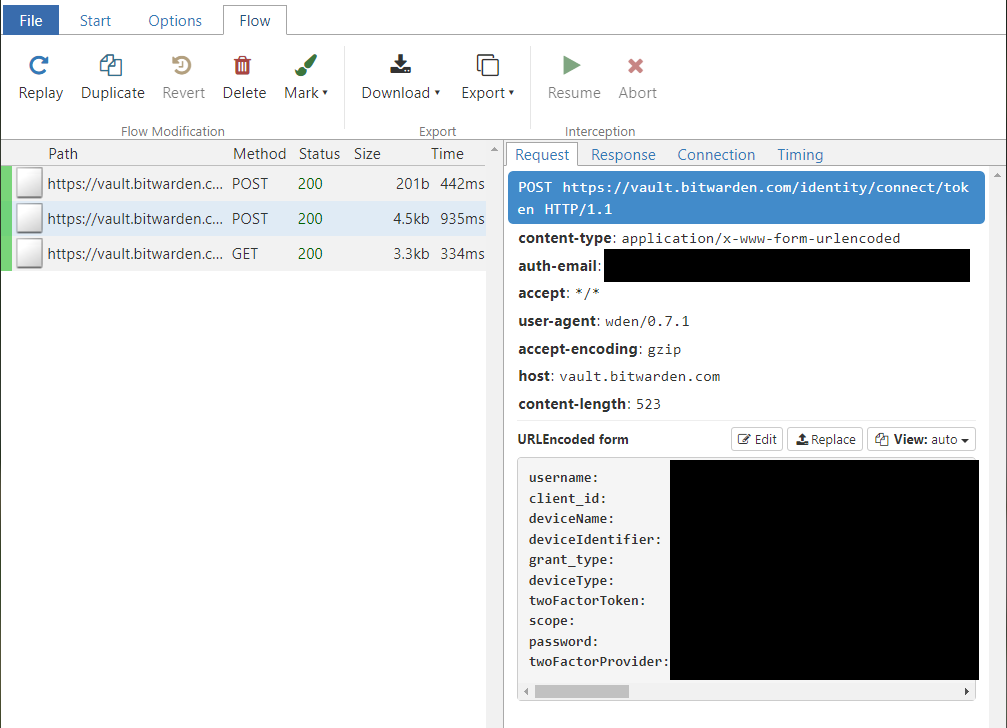 File Start Options Flow
Replay Duplicate Revert Delete Mark▾ Download▾ Export▾ Resume Abort
Flow Modification Export Interception
Path Method Status Size Time
https://vault.bitwarden.c... POST 200 201b 442ms
https://vault.bitwarden.c... POST 200 4.5kb 935ms
https://vault.bitwarden.c... GET 200 3.3kb 334ms
Request Response Connection Timing
POST https://vault.bitwarden.com/identity/connect/tok
en HTTP/1.1
content-type: application/x-www-form-urlencoded
auth-email:
accept: */*
user-agent: wden/0.7.1
accept-encoding: gzip
host: vault.bitwarden.com
content-length: 523
URLEncoded form Edit Replace View: auto
username:
client_id:
deviceName:
deviceIdentifier:
grant_type:
deviceType:
twoFactorToken:
scope:
password:
twoFactorProvider: